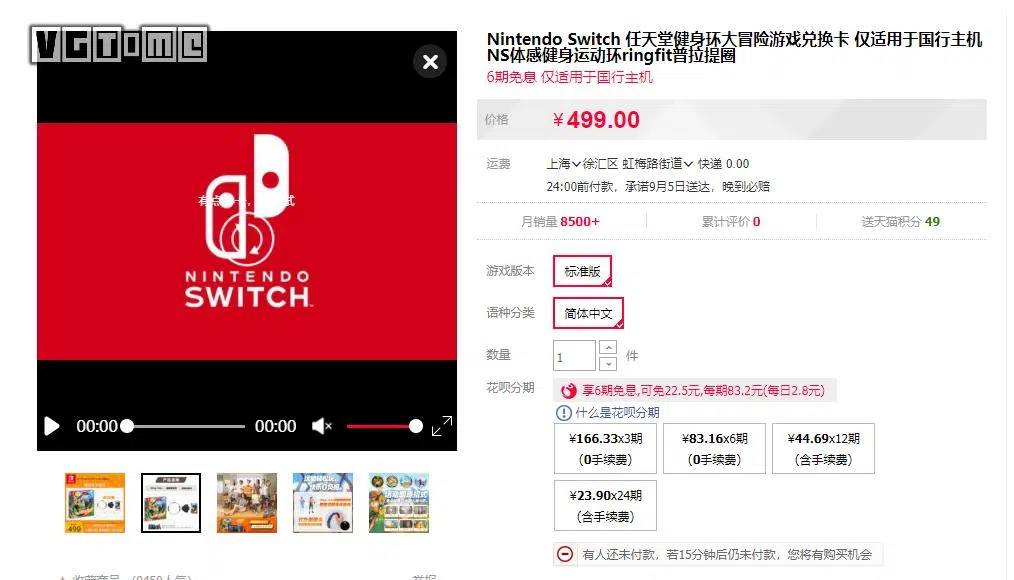 VGTIME
Nintendo Switch 任天堂健身环大冒险游戏兑换卡 仅适用于国行主机
NS体感健身运动环ringfit普拉提圈
6期免息 仅适用于国行主机
价格 ¥499.00
运费 上海 徐汇区 虹梅路街道 快递 0.00
24:00前付款，承诺9月5日送达，晚到必赔
月销量 8500+ 累计评价 0 送天猫积分 49
NINTENDO
SWITCH
00:00 00:00
游戏版本 标准版
语种分类 简体中文
数量 1 件
花呗分期 享6期免息,可免22.5元,每期83.2元(每日2.8元)
什么是花呗分期
¥166.33x3期 ¥83.16x6期 ¥44.69x12期
（0手续费） （0手续费） （含手续费）
¥23.90x24期
（含手续费）
有人还未付款，若15分钟后仍未付款，您将有购买机会
产品清单
499